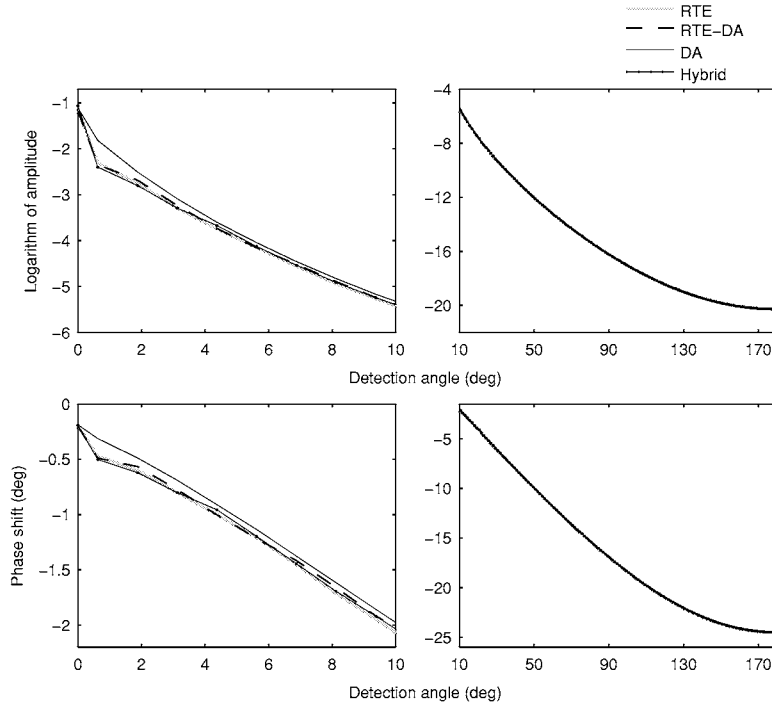 RTE
RTE−DA
DA
Hybrid
Logarithm of amplitude
−1
−2
−3
−4
−5
−6
0 2 4 6 8 10
−4
−8
−12
−16
−20
10 50 90 130 170
Detection angle (deg)
Phase shift (deg)
0
−0.5
−1
−1.5
−2
0 2 4 6 8 10
−5
−10
−15
−20
−25
10 50 90 130 170
Detection angle (deg)